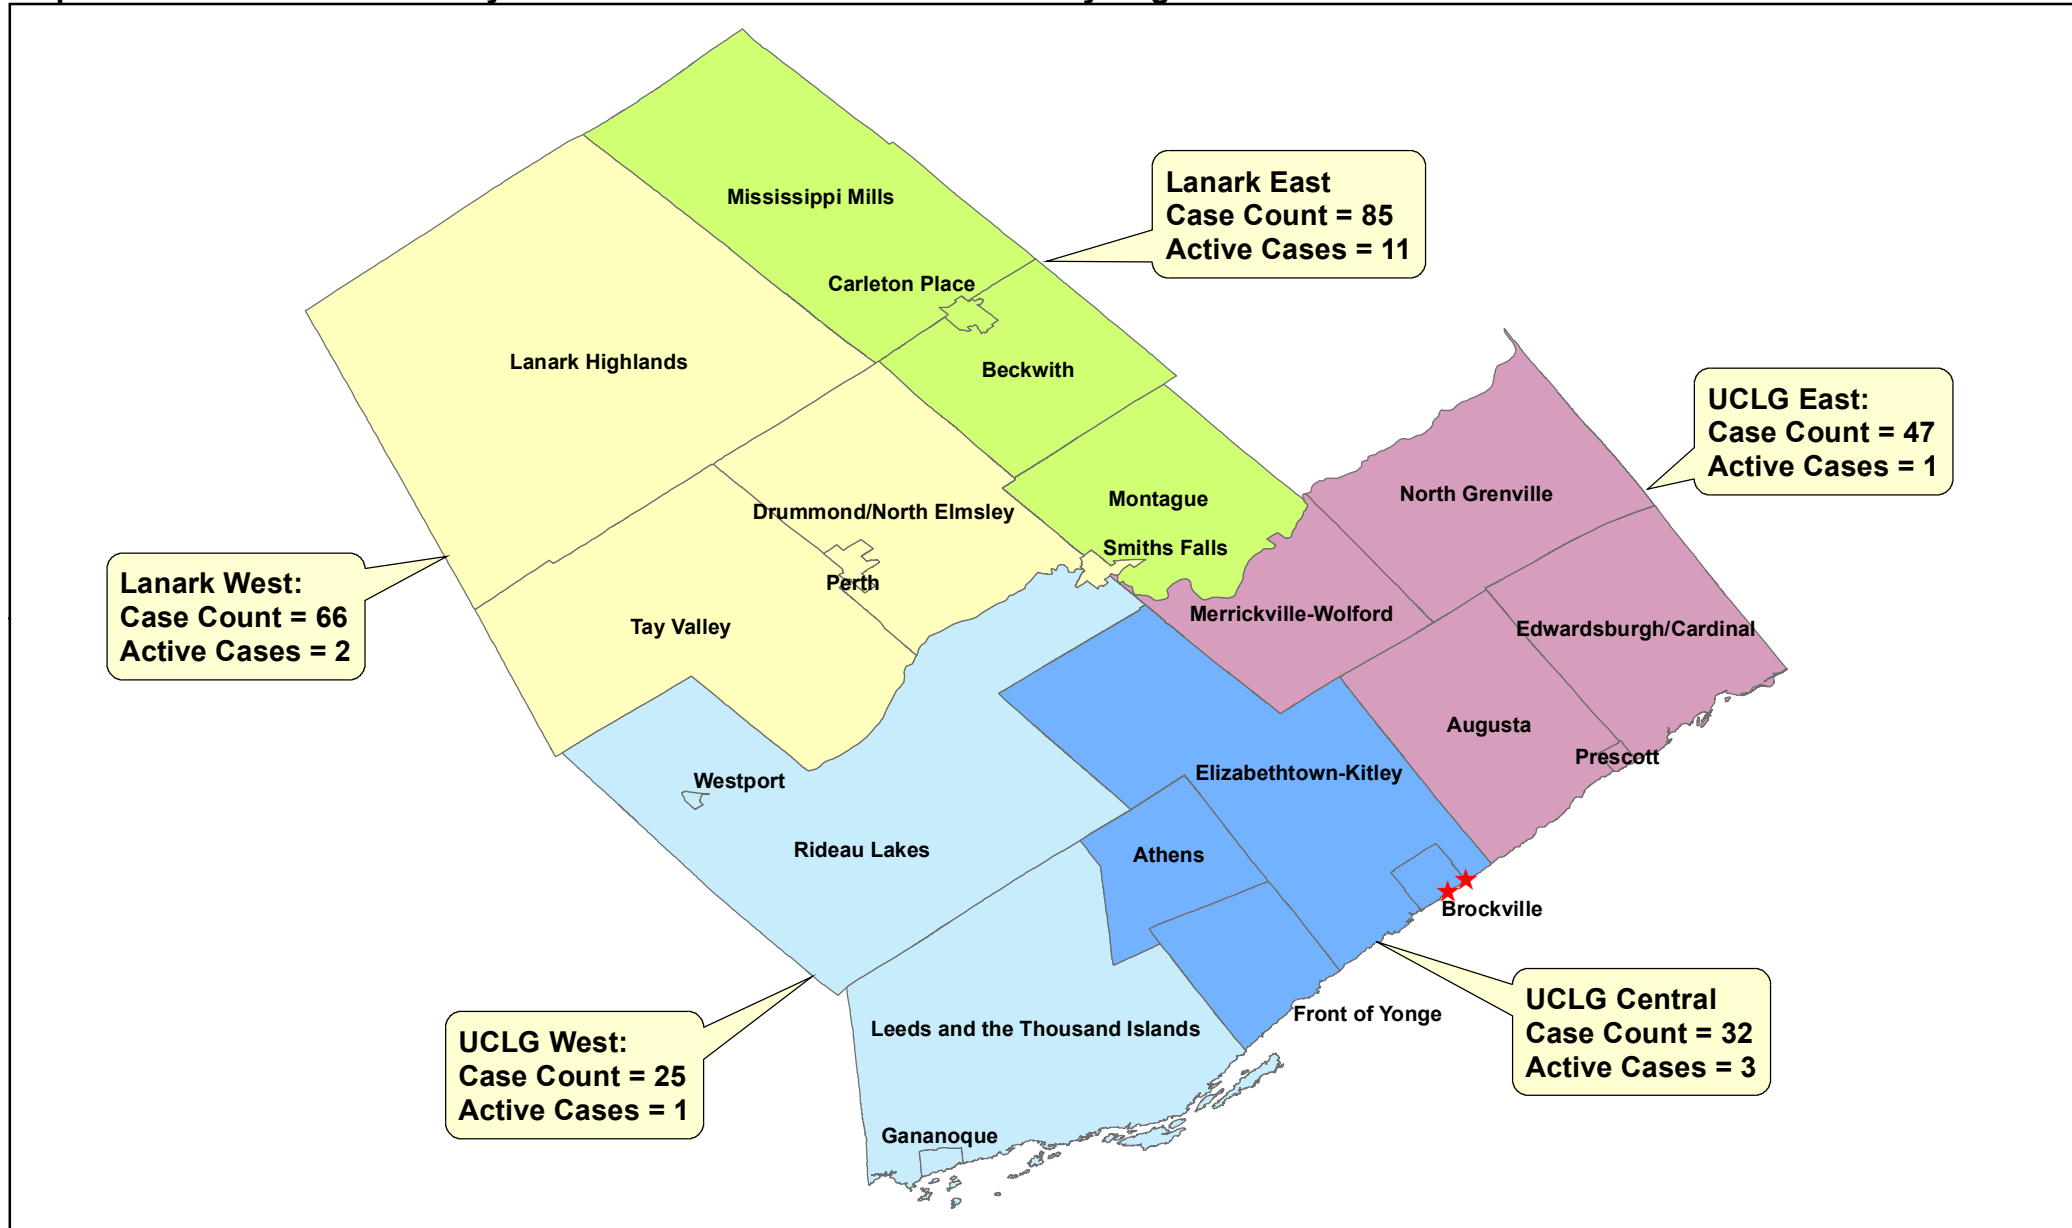 Mississippi Mills
Lanark East
Case Count = 85
Active Cases = 11
Carleton Place
Lanark Highlands
Beckwith
UCLG East:
Case Count = 47
Active Cases = 1
North Grenville
Montague
Drummond/North Elmsley
Smiths Falls
Perth
Lanark West:
Case Count = 66
Active Cases = 2
Tay Valley
Merrickville-Wolford
Edwardsburgh/Cardinal
Augusta
Prescott
Westport
Elizabethtown-Kitley
Rideau Lakes
Athens
Brockville
UCLG Central
Case Count = 32
Active Cases = 3
Front of Yonge
Leeds and the Thousand Islands
UCLG West:
Case Count = 25
Active Cases = 1
Gananoque